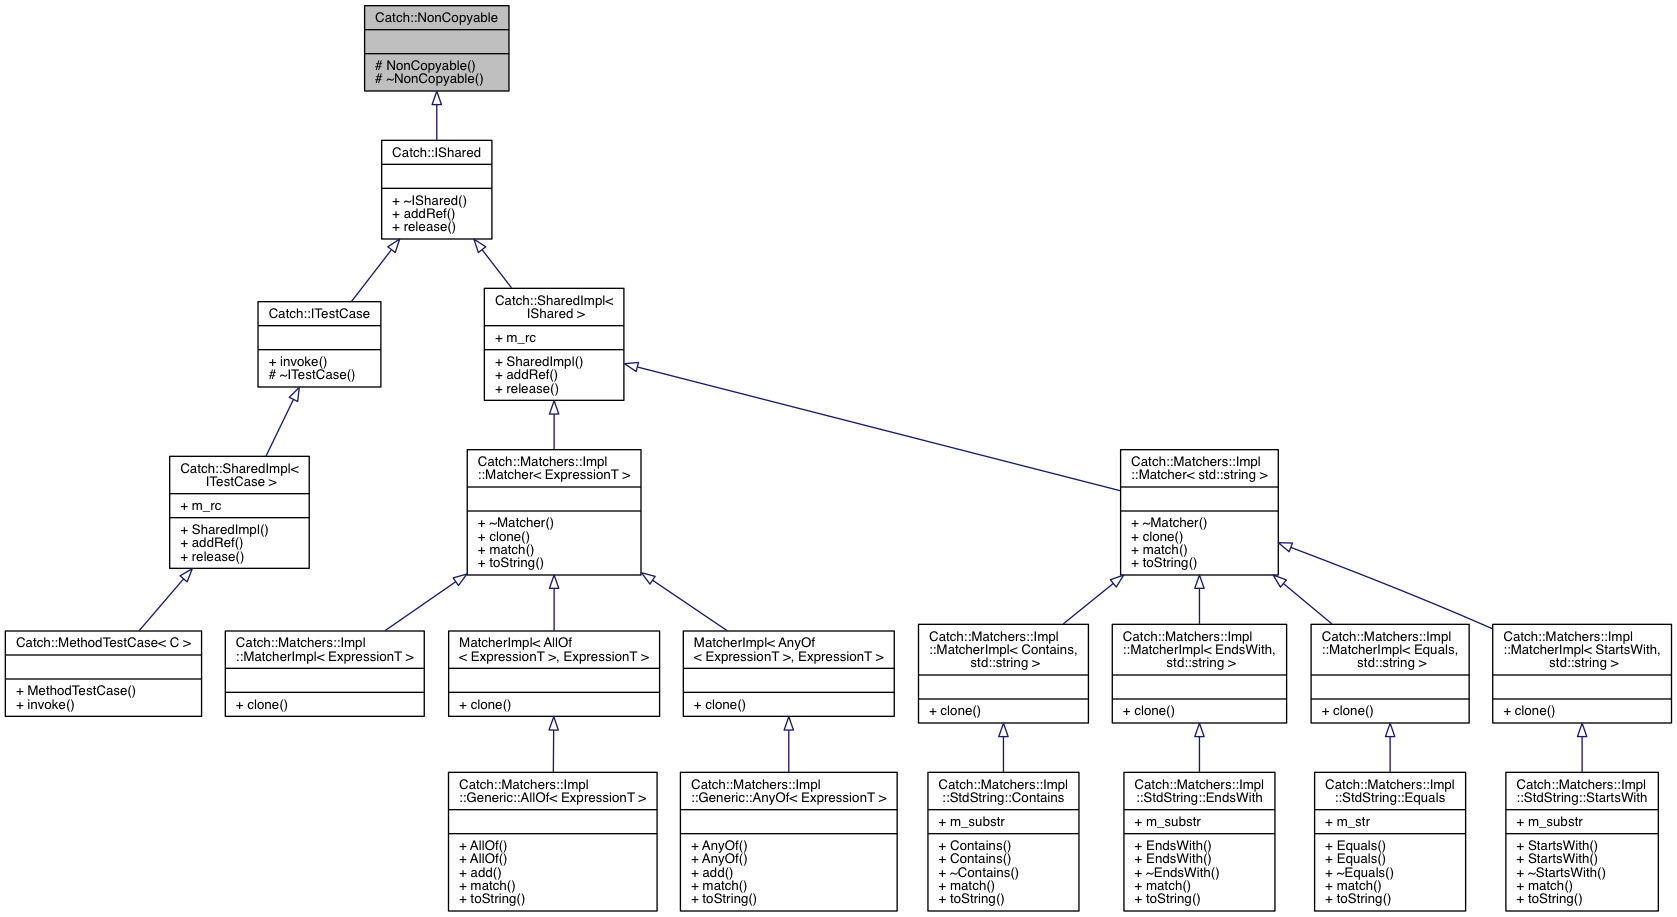 Catch::NonCopyable
# NonCopyable()
# ~NonCopyable()
Catch::IShared
+ ~IShared()
+ addRef()
+ release()
Catch::ITestCase
+ invoke()
# ~ITestCase()
Catch::SharedImpl<
IShared >
+ m_rc
+ SharedImpl()
+ addRef()
+ release()
Catch::SharedImpl<
ITestCase >
+ m_rc
+ SharedImpl()
+ addRef()
+ release()
Catch::Matchers::Impl
::Matcher< ExpressionT >
+ ~Matcher()
+ clone()
+ match()
+ toString()
Catch::Matchers::Impl
::Matcher< std::string >
+ ~Matcher()
+ clone()
+ match()
+ toString()
Catch::MethodTestCase< C >
+ MethodTestCase()
+ invoke()
Catch::Matchers::Impl
::MatcherImpl< ExpressionT >
+ clone()
MatcherImpl< AllOf
< ExpressionT >, ExpressionT >
+ clone()
MatcherImpl< AnyOf
< ExpressionT >, ExpressionT >
+ clone()
Catch::Matchers::Impl
::MatcherImpl< Contains,
std::string >
+ clone()
Catch::Matchers::Impl
::MatcherImpl< EndsWith,
std::string >
+ clone()
Catch::Matchers::Impl
::MatcherImpl< Equals,
std::string >
+ clone()
Catch::Matchers::Impl
::MatcherImpl< StartsWith,
std::string >
+ clone()
Catch::Matchers::Impl
::Generic::AllOf< ExpressionT >
+ AllOf()
+ AllOf()
+ add()
+ match()
+ toString()
Catch::Matchers::Impl
::Generic::AnyOf< ExpressionT >
+ AnyOf()
+ AnyOf()
+ add()
+ match()
+ toString()
Catch::Matchers::Impl
::StdString::Contains
+ m_substr
+ Contains()
+ Contains()
+ ~Contains()
+ match()
+ toString()
Catch::Matchers::Impl
::StdString::EndsWith
+ m_substr
+ EndsWith()
+ EndsWith()
+ ~EndsWith()
+ match()
+ toString()
Catch::Matchers::Impl
::StdString::Equals
+ m_str
+ Equals()
+ Equals()
+ ~Equals()
+ match()
+ toString()
Catch::Matchers::Impl
::StdString::StartsWith
+ m_substr
+ StartsWith()
+ StartsWith()
+ ~StartsWith()
+ match()
+ toString()